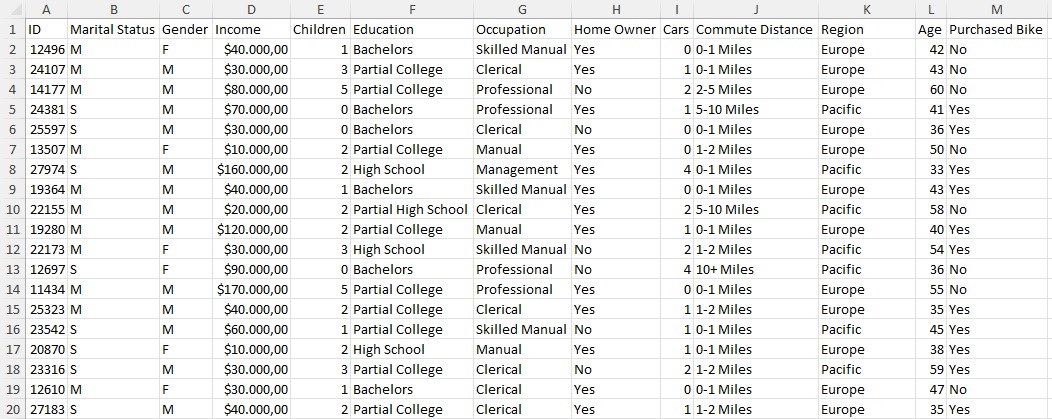 A B C D E F G H I J K L M
1 ID Marital Status Gender Income Children Education Occupation Home Owner Cars Commute Distance Region Age Purchased Bike
2 12496 M F $40.000,00 1 Bachelors Skilled Manual Yes 0 0-1 Miles Europe 42 No
3 24107 M M $30.000,00 3 Partial College Clerical Yes 1 0-1 Miles Europe 43 No
4 14177 M M $80.000,00 5 Partial College Professional No 2 2-5 Miles Europe 60 No
5 24381 S M $70.000,00 0 Bachelors Professional Yes 1 5-10 Miles Pacific 41 Yes
6 25597 S M $30.000,00 0 Bachelors Clerical No 0 0-1 Miles Europe 36 Yes
7 13507 M F $10.000,00 2 Partial College Manual Yes 0 1-2 Miles Europe 50 No
8 27974 S M $160.000,00 2 High School Management Yes 4 0-1 Miles Pacific 33 Yes
9 19364 M M $40.000,00 1 Bachelors Skilled Manual Yes 0 0-1 Miles Europe 43 Yes
10 22155 M M $20.000,00 2 Partial High School Clerical Yes 2 5-10 Miles Pacific 58 No
11 19280 M M $120.000,00 2 Partial College Manual Yes 1 0-1 Miles Europe 40 Yes
12 22173 M F $30.000,00 3 High School Skilled Manual No 2 1-2 Miles Pacific 54 Yes
13 12697 S F $90.000,00 0 Bachelors Professional No 4 10+ Miles Pacific 36 No
14 11434 M M $170.000,00 5 Partial College Professional Yes 0 0-1 Miles Europe 55 No
15 25323 M M $40.000,00 2 Partial College Clerical Yes 1 1-2 Miles Europe 35 Yes
16 23542 S M $60.000,00 1 Partial College Skilled Manual No 1 0-1 Miles Pacific 45 Yes
17 20870 S F $10.000,00 2 High School Manual Yes 1 0-1 Miles Europe 38 Yes
18 23316 S M $30.000,00 3 Partial College Clerical No 2 1-2 Miles Pacific 59 Yes
19 12610 M F $30.000,00 1 Bachelors Clerical Yes 0 0-1 Miles Europe 47 No
20 27183 S M $40.000,00 2 Partial College Clerical Yes 1 1-2 Miles Europe 35 Yes